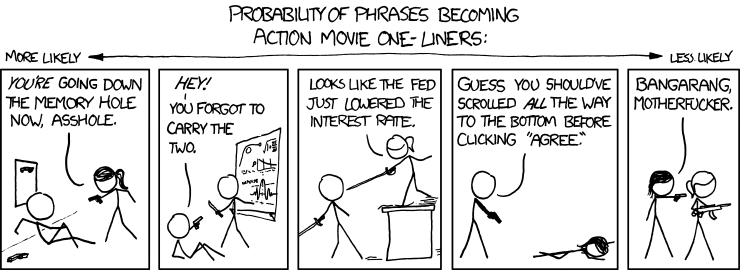 PROBABILITY OF PHRASES BECOMING
ACTION MOVIE ONE-LINERS:
MORE LIKELY
LESS LIKELY
YOU'RE GOING DOWN
THE MEMORY HOLE
NOW, ASSHOLE.
HEY!
YOU FORGOT TO
CARRY THE
TWO.
LOOKS LIKE THE FED
JUST LOWERED THE
INTEREST RATE.
GUESS YOU SHOULD'VE
SCROLLED ALL THE WAY
TO THE BOTTOM BEFORE
CLICKING "AGREE."
BANGARANG,
MOTHERFUCKER.